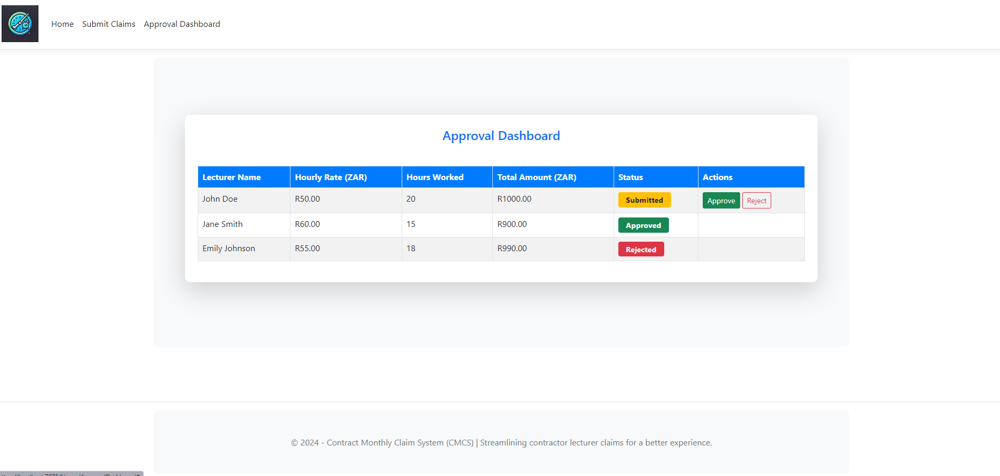 Home Submit Claims Approval Dashboard
Approval Dashboard
Lecturer Name Hourly Rate (ZAR) Hours Worked Total Amount (ZAR) Status Actions
John Doe R50.00 20 R1000.00 Submitted Approve Reject
Jane Smith R60.00 15 R900.00 Approved
Emily Johnson R55.00 18 R990.00 Rejected
© 2024 - Contract Monthly Claim System (CMCS) | Streamlining contractor lecturer claims for a better experience.